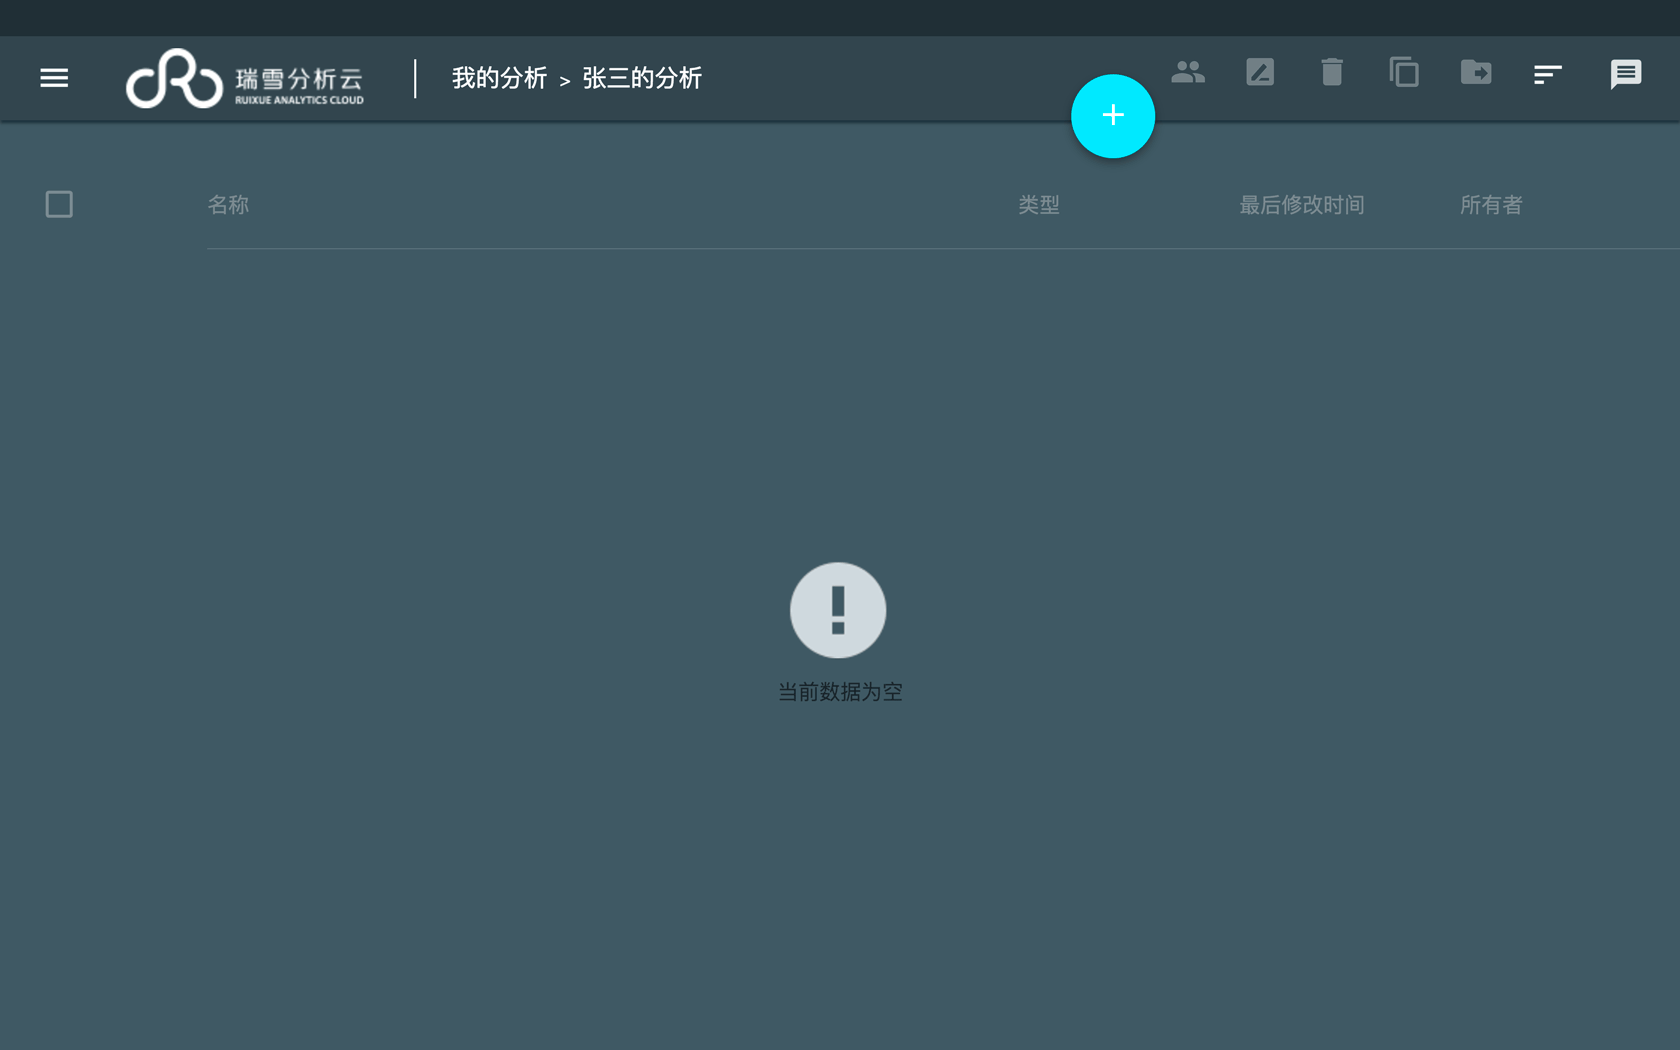 瑞雪分析云
RUIXUE ANALYTICS CLOUD
我的分析 > 张三的分析
名称 类型 最后修改时间 所有者
当前数据为空